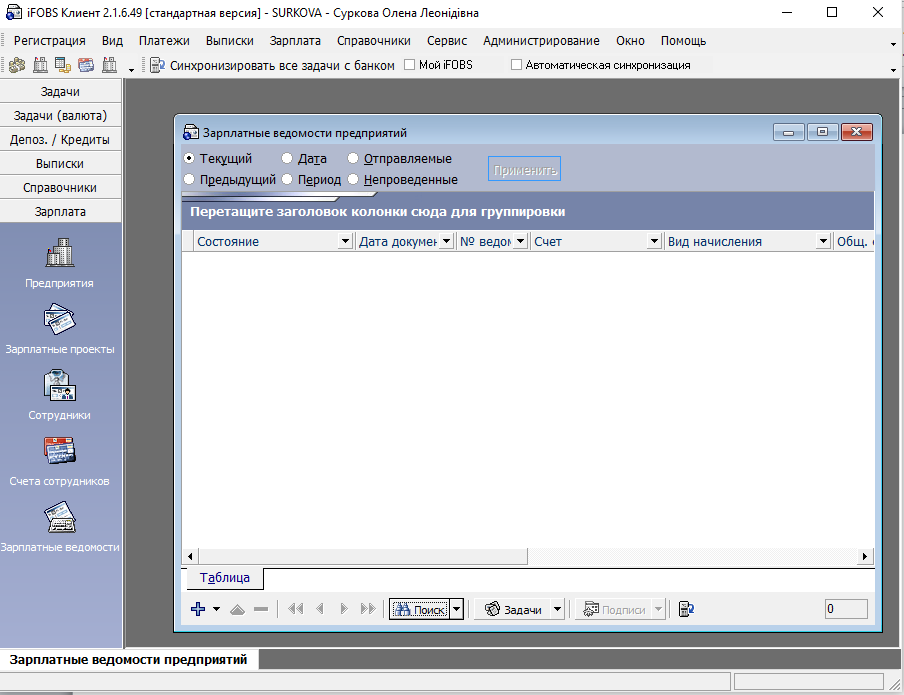 iFOBS Клиент 2.1.6.49 [стандартная версия] - SURKOVA - Суркова Олена Леонідівна
Регистрация Вид Платежи Выписки Зарплата Справочники Сервис Администрирование Окно Помощь
Синхронизировать все задачи с банком Мой iFOBS Автоматическая синхронизация
Задачи
Задачи (валюта)
Депоз. / Кредиты
Выписки
Справочники
Зарплата
Предприятия
Зарплатные проекты
Сотрудники
Счета сотрудников
Зарплатные ведомости
Зарплатные ведомости предприятий
Текущий Дата Отправляемые
Предыдущий Период Непроведенные
Применить
Перетащите заголовок колонки сюда для группировки
Состояние Дата докумен № ведом Счет Вид начисления Общ. с
Таблица
Поиск Задачи Подписи 0
Зарплатные ведомости предприятий